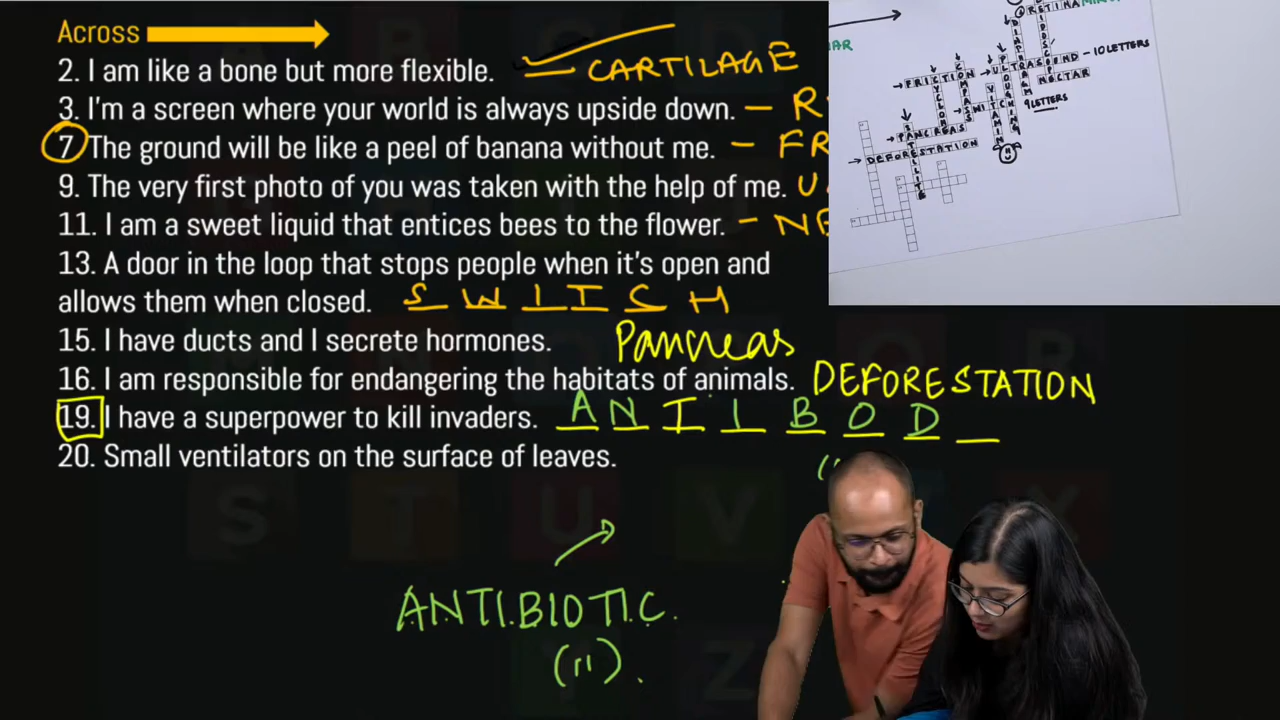 Across
2. I am like a bone but more flexible. CARTILAGE
3. I'm a screen where your world is always upside down. – R
7 The ground will be like a peel of banana without me. – FR
9. The very first photo of you was taken with the help of me. U
11. I am a sweet liquid that entices bees to the flower. – NE
13. A door in the loop that stops people when it's open and
allows them when closed. SWITCH
15. I have ducts and I secrete hormones. Pancreas
16. I am responsible for endangering the habitats of animals. DEFORESTATION
19. I have a superpower to kill invaders. ANTIBOD_
20. Small ventilators on the surface of leaves.
ANTIBIOTIC.
(11).
AR
RETINA
FRICTION
ULTRASOUND – 10 LETTERS
NECTAR
SWITCH
9 LETTERS
PANCREAS
DEFORESTATION
VITAMIN
SATELLITE